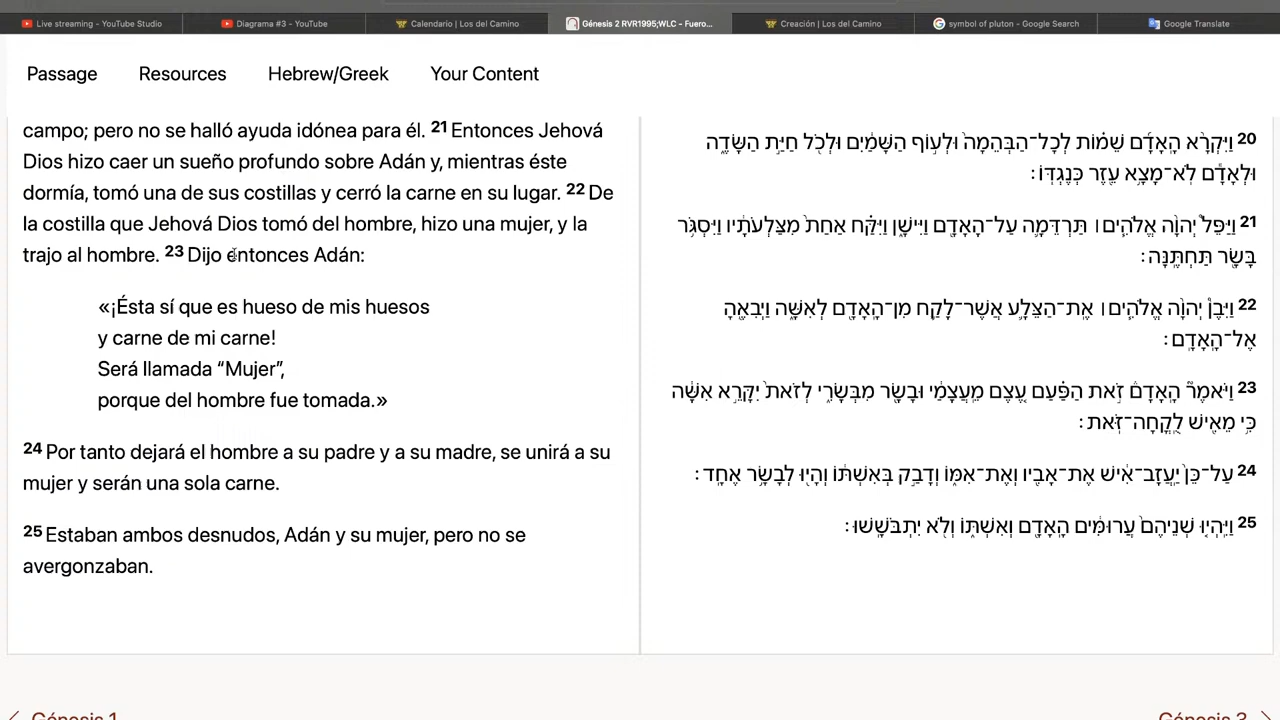 Live streaming - YouTube Studio
Diagrama #3 - YouTube
Calendario | Los del Camino
Génesis 2 RVR1995;WLC - Fuero...
Creación | Los del Camino
symbol of pluton - Google Search
Google Translate
Passage
Resources
Hebrew/Greek
Your Content
campo; pero no se halló ayuda idónea para él. 21 Entonces Jehová
Dios hizo caer un sueño profundo sobre Adán y, mientras éste
dormía, tomó una de sus costillas y cerró la carne en su lugar. 22 De
la costilla que Jehová Dios tomó del hombre, hizo una mujer, y la
trajo al hombre. 23 Dijo entonces Adán:
«¡Ésta sí que es hueso de mis huesos
y carne de mi carne!
Será llamada “Mujer”,
porque del hombre fue tomada.»
24 Por tanto dejará el hombre a su padre y a su madre, se unirá a su
mujer y serán una sola carne.
25 Estaban ambos desnudos, Adán y su mujer, pero no se
avergonzaban.
20 וַיִּקְרָ֨א הָֽאָדָ֜ם שֵׁמ֗וֹת לְכָל־הַבְּהֵמָה֙ וּלְע֣וֹף הַשָּׁמַ֔יִם וּלְכֹ֖ל חַיַּ֣ת הַשָּׂדֶ֑ה
וּלְאָדָ֕ם לֹֽא־מָצָ֥א עֵ֖זֶר כְּנֶגְדּֽוֹ׃
21 וַיַּפֵּל֩ יְהוָ֨ה אֱלֹהִ֧ים ׀ תַּרְדֵּמָ֛ה עַל־הָאָדָ֖ם וַיִּישָׁ֑ן וַיִּקַּ֗ח אַחַת֙ מִצַּלְעֹתָ֔יו וַיִּסְגֹּ֥ר
בָּשָׂ֖ר תַּחְתֶּֽנָּה׃
22 וַיִּבֶן֩ יְהוָ֨ה אֱלֹהִ֧ים ׀ אֶֽת־הַצֵּלָ֛ע אֲשֶׁר־לָקַ֥ח מִן־הָֽאָדָ֖ם לְאִשָּׁ֑ה וַיְבִאֶ֖הָ
אֶל־הָֽאָדָֽם׃
23 וַיֹּאמֶר֮ הָֽאָדָם֒ זֹ֣את הַפַּ֗עַם עֶ֚צֶם מֵֽעֲצָמַ֔י וּבָשָׂ֖ר מִבְּשָׂרִ֑י לְזֹאת֙ יִקָּרֵ֣א אִשָּׁ֔ה
כִּ֥י מֵאִ֖ישׁ לֻֽקֳחָה־זֹּֽאת׃
24 עַל־כֵּן֙ יַֽעֲזָב־אִ֔ישׁ אֶת־אָבִ֖יו וְאֶת־אִמּ֑וֹ וְדָבַ֣ק בְּאִשְׁתּ֔וֹ וְהָי֖וּ לְבָשָׂ֥ר אֶחָֽד׃
25 וַיִּֽהְי֤וּ שְׁנֵיהֶם֙ עֲרוּמִּ֔ים הָֽאָדָ֖ם וְאִשְׁתּ֑וֹ וְלֹ֖א יִתְבֹּשָֽׁשׁוּ׃
Génesis 1
Génesis 3